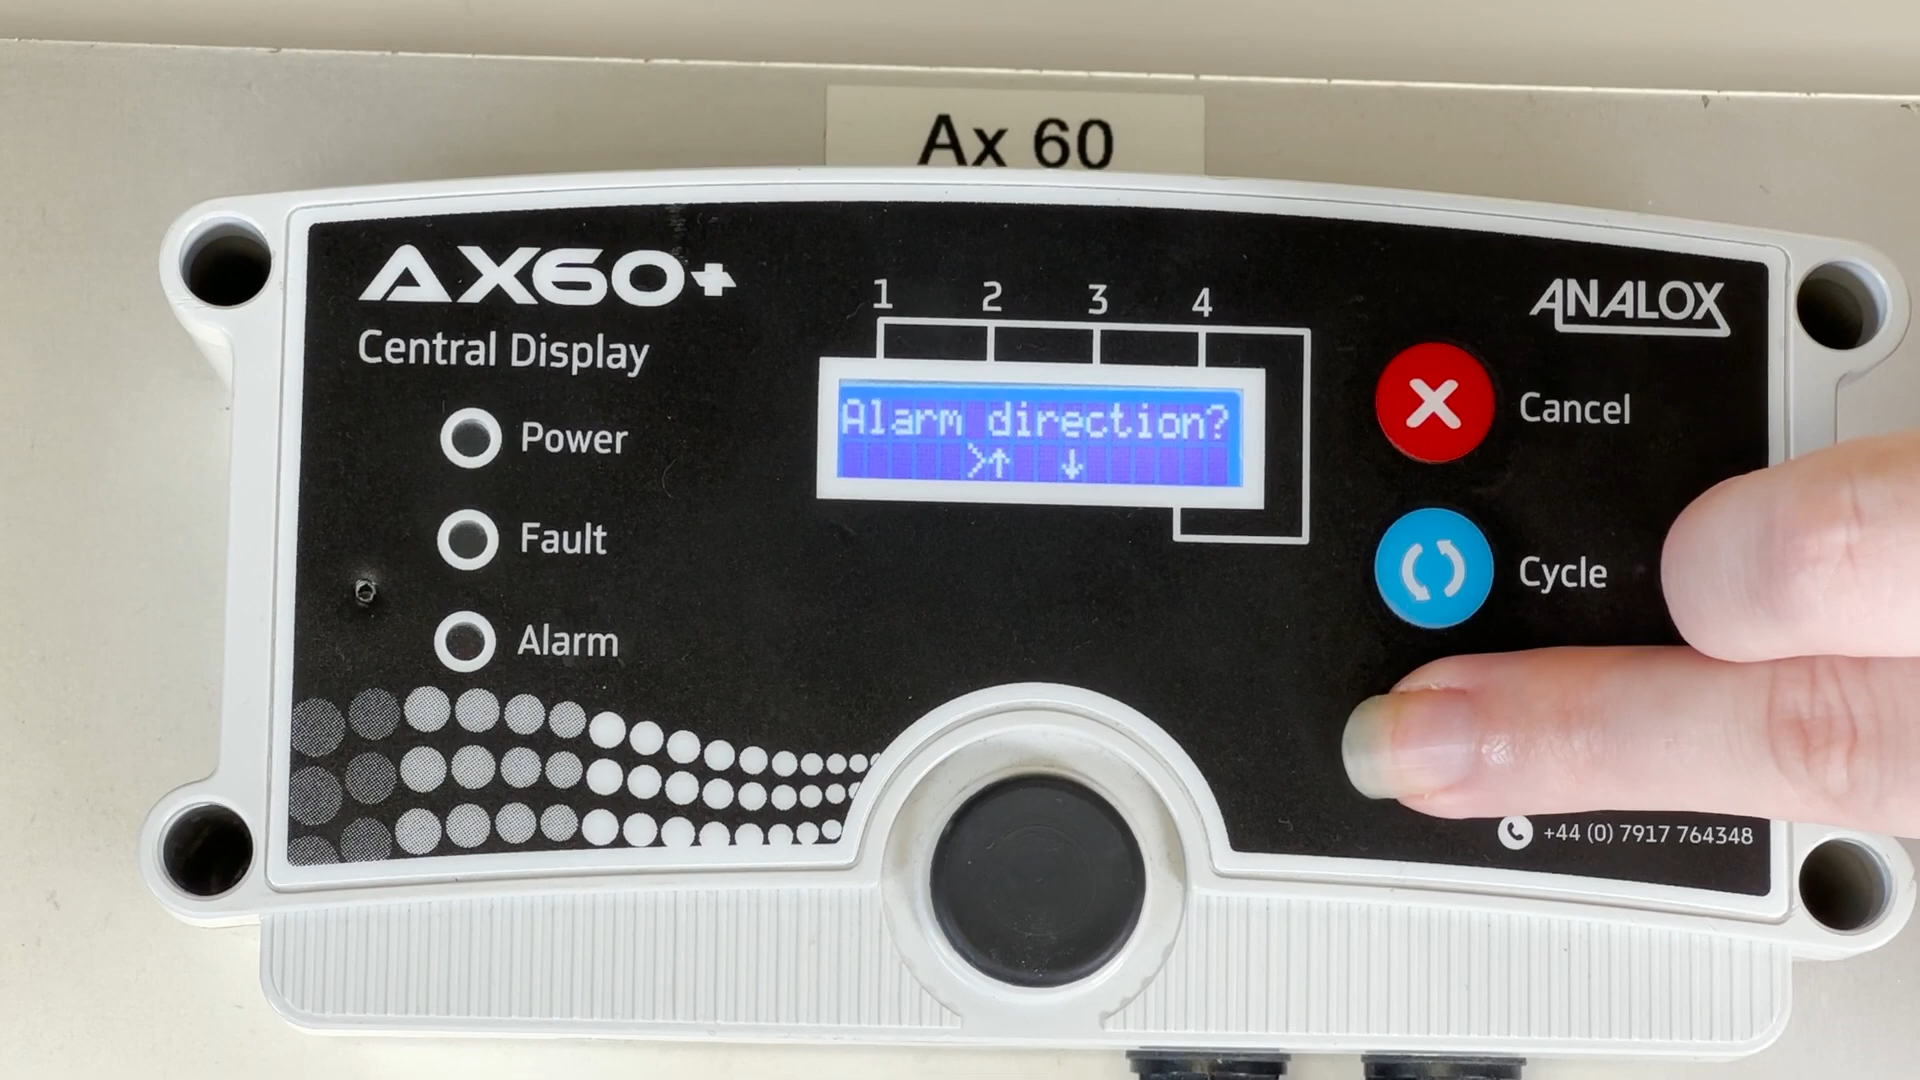 Ax 60
AX60+
Central Display
Power
Fault
Alarm
1 2 3 4
Alarm direction?
>↑ ↓
ANALOX
Cancel
Cycle
+44 (0) 7917 764348